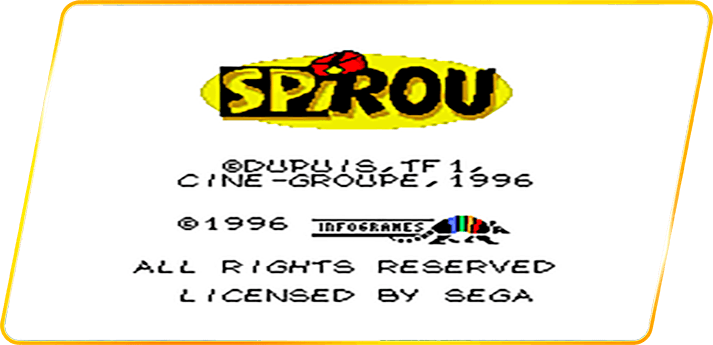 SPIROU
©DUPUIS, TF1,
CINE-GROUPE, 1996
©1996 INFOGRAMES
ALL RIGHTS RESERVED
LICENSED BY SEGA